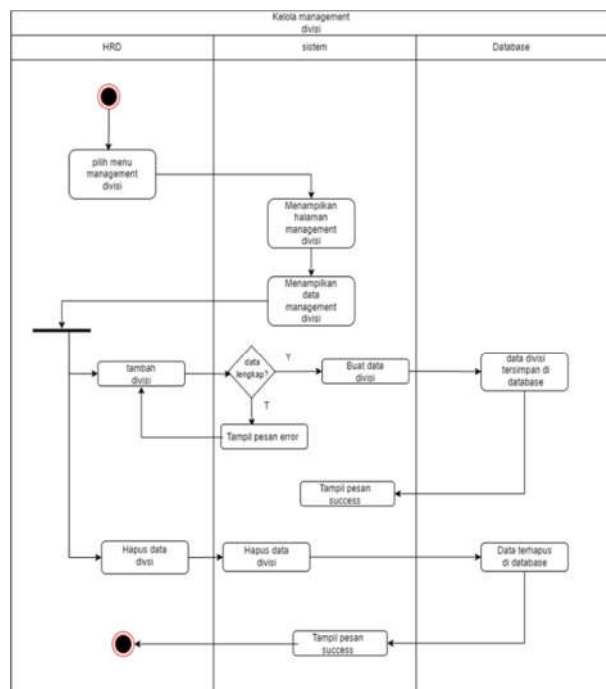 Kelola management
divisi
HRD
sistem
Database
pilih menu
management
divisi
Menampilkan
halaman
management
divisi
Menampilkan
data
management
divisi
tambah
divisi
data
lengkap?
Y
Buat data
divisi
data divisi
tersimpan di
database
T
Tampil pesan error
Tampil pesan
success
Hapus data
divsi
Hapus data
divisi
Data terhapus
di database
Tampil pesan
success